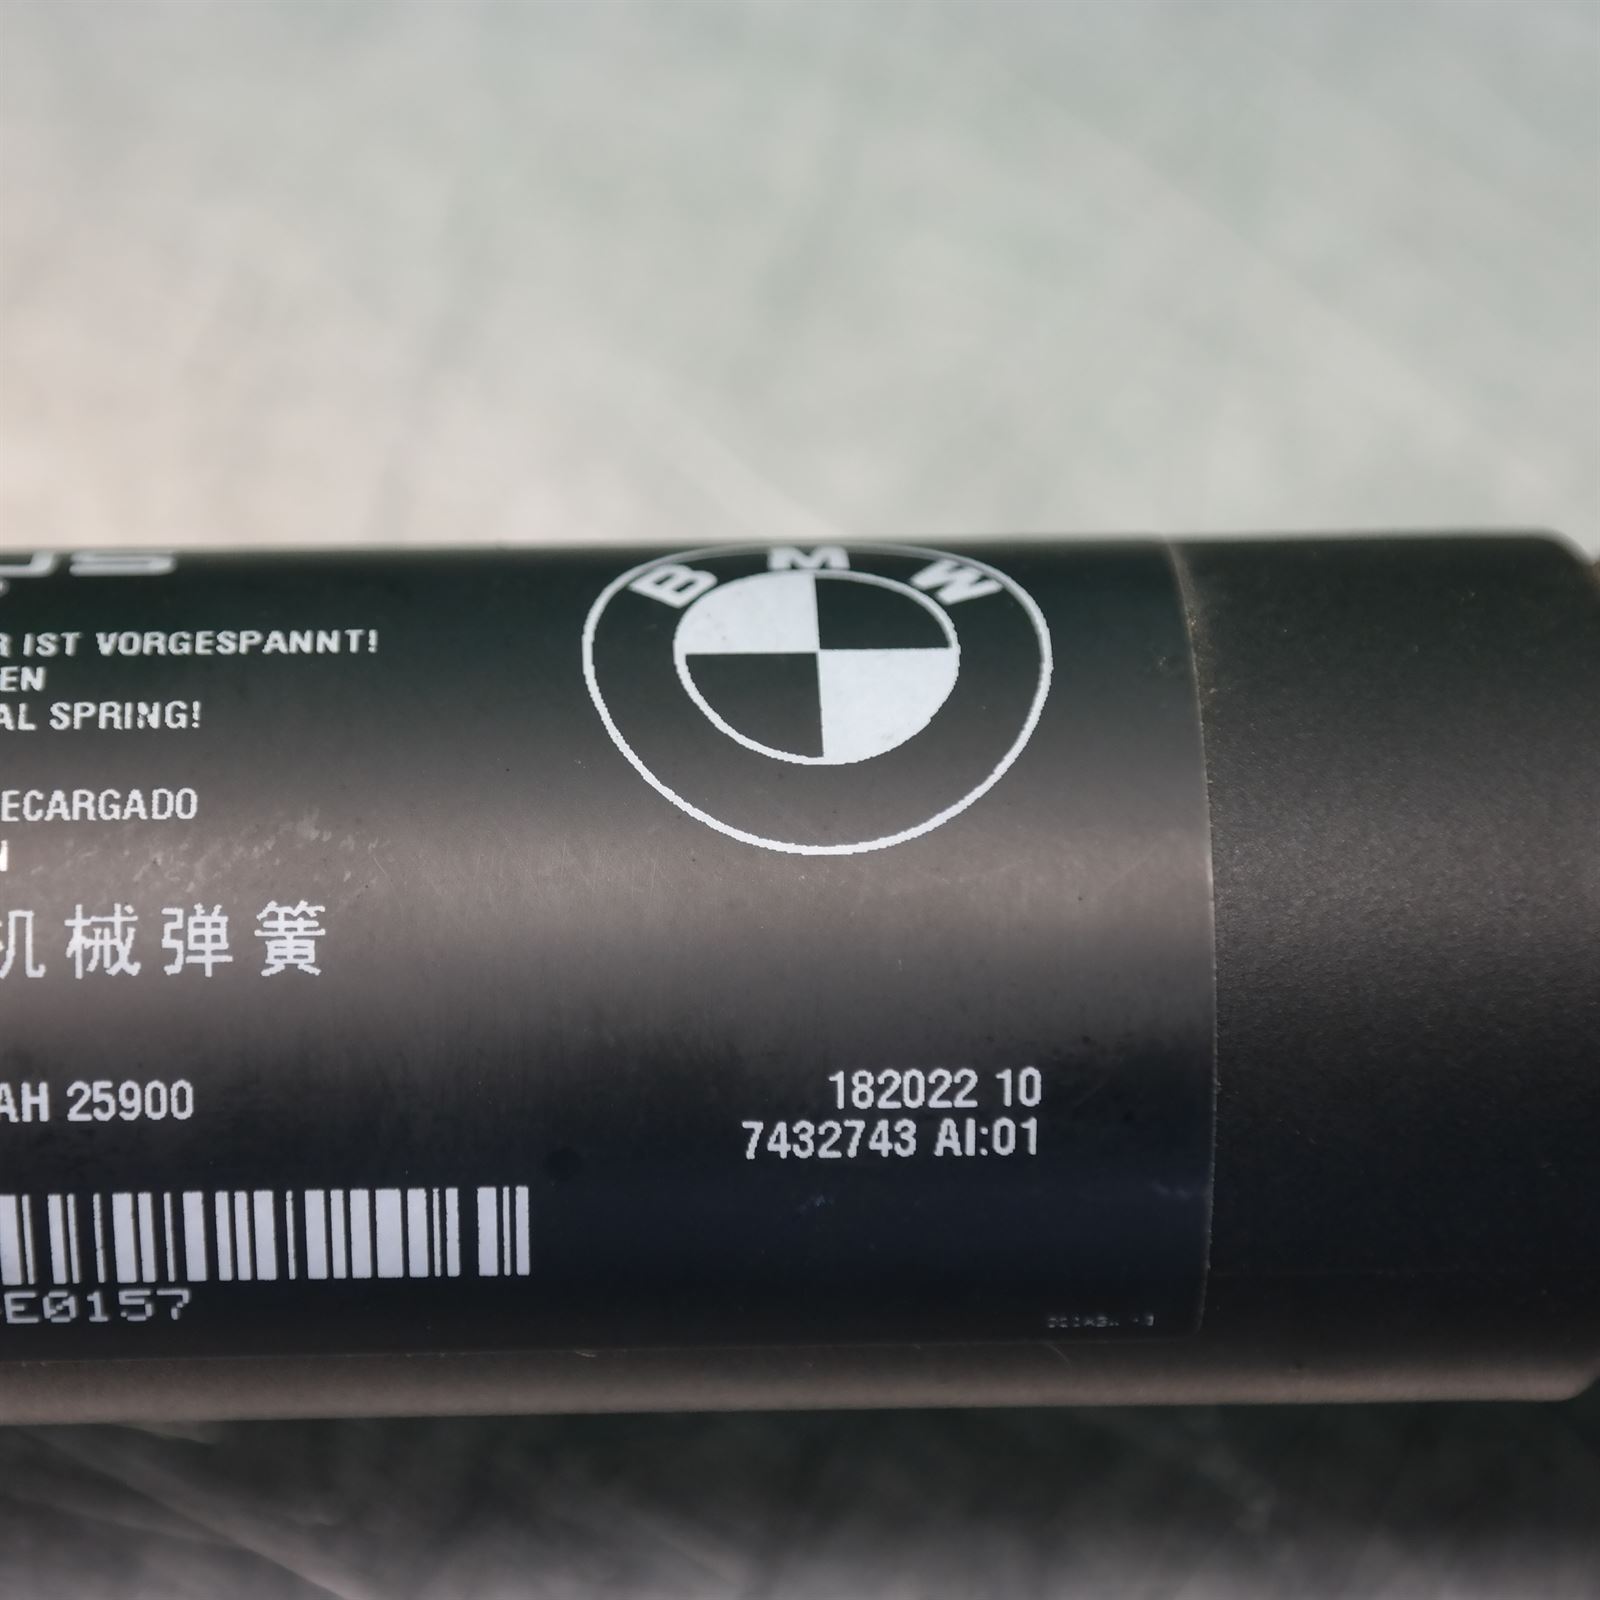 BMW
R IST VORGESPANNT!
EN
AL SPRING!
ECARGADO
N
机械弹簧
AH 25900
182022 10
7432743 AI:01
E0157